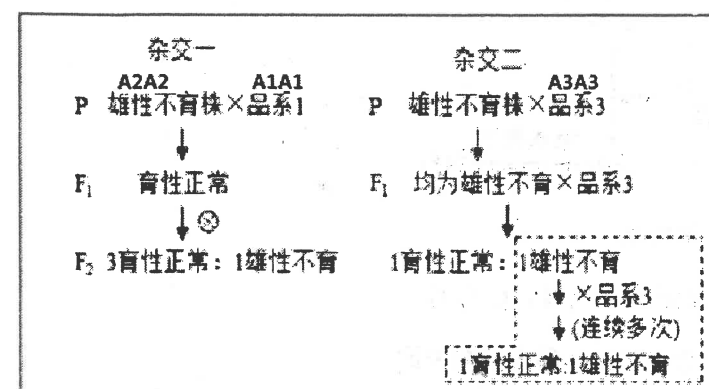 杂交一
A2A2 A1A1
P 雄性不育株×品系1
F₁ 育性正常
F₂ 3育性正常：1雄性不育
杂交二
A3A3
P 雄性不育株×品系3
F₁ 均为雄性不育×品系3
1育性正常：1雄性不育
×品系3
(连续多次)
1育性正常:1雄性不育